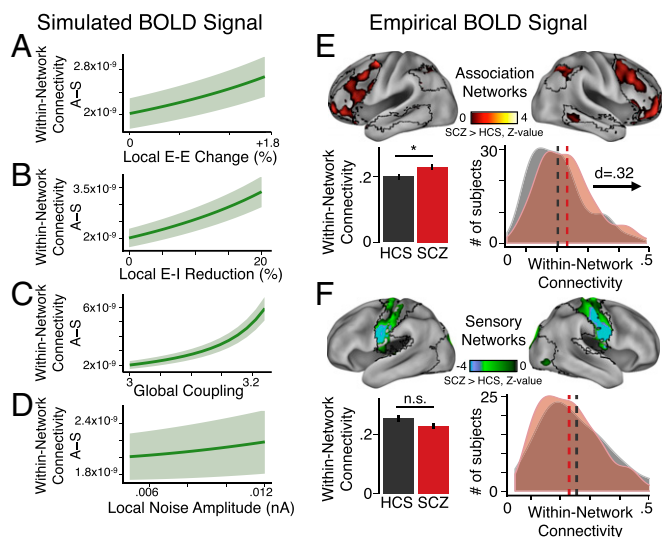 Simulated BOLD Signal
A
Within-Network
Connectivity
A–S
2.8x10⁻⁹
2x10⁻⁹
0
+1.8
Local E-E Change (%)
B
Within-Network
Connectivity
A–S
3.5x10⁻⁹
2x10⁻⁹
0
20
Local E-I Reduction (%)
C
Within-Network
Connectivity
A–S
6x10⁻⁹
2x10⁻⁹
3
3.2
Global Coupling
D
Within-Network
Connectivity
A–S
2.4x10⁻⁹
1.8x10⁻⁹
.006
.012
Local Noise Amplitude (nA)
Empirical BOLD Signal
E
Association
Networks
0
4
SCZ > HCS, Z-value
Within-Network
Connectivity
.2
0
*
HCS
SCZ
# of subjects
30
0
d=.32
0
.5
Within-Network
Connectivity
F
Sensory
Networks
-4
0
SCZ > HCS, Z-value
Within-Network
Connectivity
.2
0
n.s.
HCS
SCZ
# of subjects
25
0
0
.5
Within-Network
Connectivity